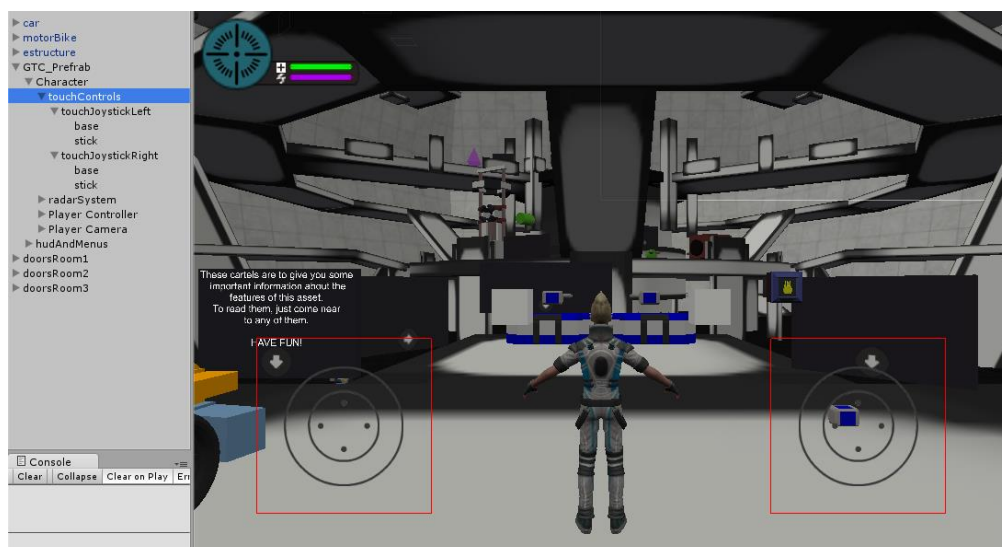 car
motorBike
estructure
GTC_Prefrab
Character
touchControls
touchJoystickLeft
base
stick
touchJoystickRight
base
stick
radarSystem
Player Controller
Player Camera
hudAndMenus
doorsRoom1
doorsRoom2
doorsRoom3
Console
Clear Collapse Clear on Play Err
These cartels are to give you some
important information about the
features of this asset.
To read them, just come near
to any of them.
HAVE FUN!